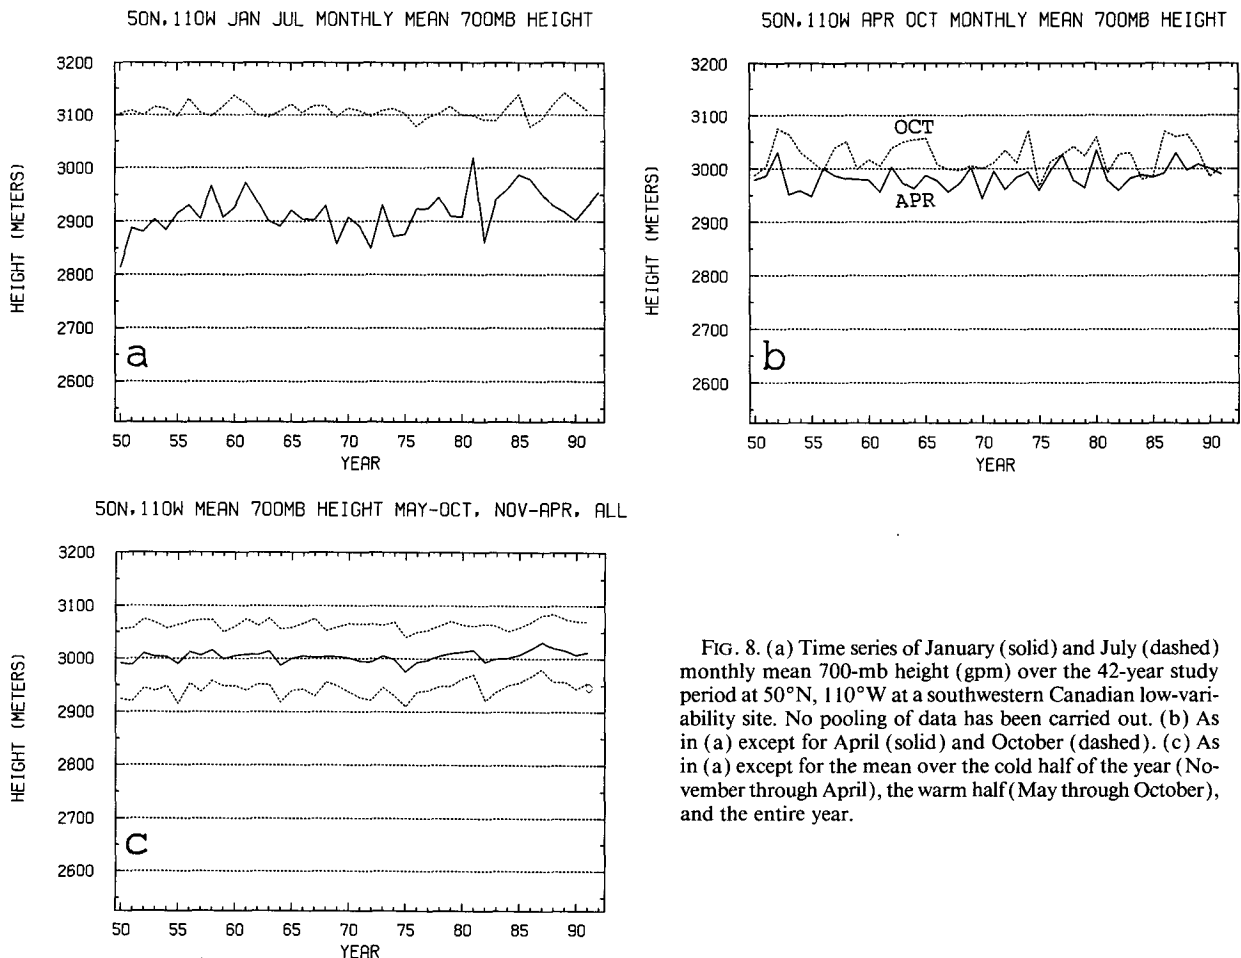 50N,110W JAN JUL MONTHLY MEAN 700MB HEIGHT
3200
3100
3000
2900
2800
2700
2600
HEIGHT (METERS)
a
50 55 60 65 70 75 80 85 90
YEAR
50N,110W APR OCT MONTHLY MEAN 700MB HEIGHT
3200
3100
3000
2900
2800
2700
2600
HEIGHT (METERS)
OCT
APR
b
50 55 60 65 70 75 80 85 90
YEAR
50N,110W MEAN 700MB HEIGHT MAY-OCT, NOV-APR, ALL
3200
3100
3000
2900
2800
2700
2600
HEIGHT (METERS)
c
50 55 60 65 70 75 80 85 90
YEAR
FIG. 8. (a) Time series of January (solid) and July (dashed)
monthly mean 700-mb height (gpm) over the 42-year study
period at 50°N, 110°W at a southwestern Canadian low-vari-
ability site. No pooling of data has been carried out. (b) As
in (a) except for April (solid) and October (dashed). (c) As
in (a) except for the mean over the cold half of the year (No-
vember through April), the warm half (May through October),
and the entire year.